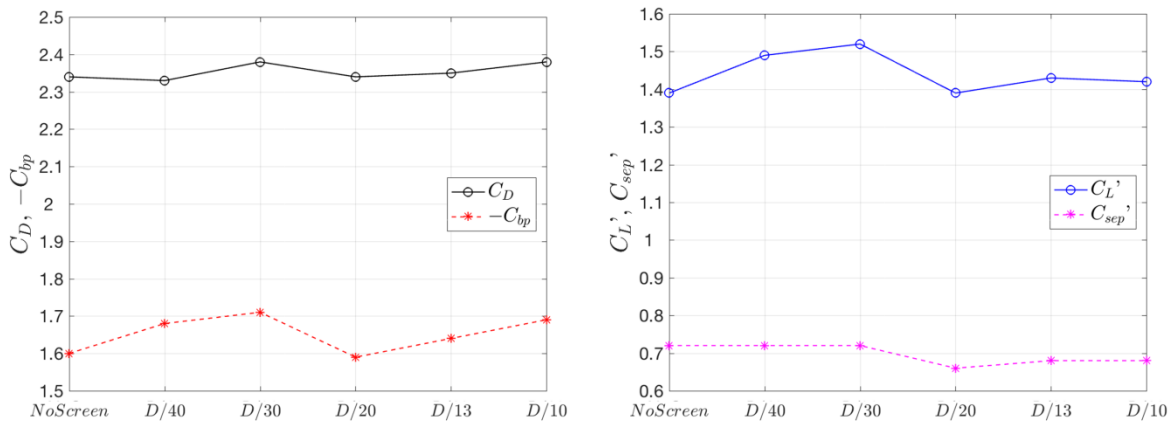 2.5
2.4
2.3
2.2
2.1
2
1.9
1.8
1.7
1.6
1.5
C_D, −C_bp
C_D
−C_bp
NoScreen D/40 D/30 D/20 D/13 D/10
1.6
1.5
1.4
1.3
1.2
1.1
1
0.9
0.8
0.7
0.6
C_L', C_sep'
C_L'
C_sep'
NoScreen D/40 D/30 D/20 D/13 D/10